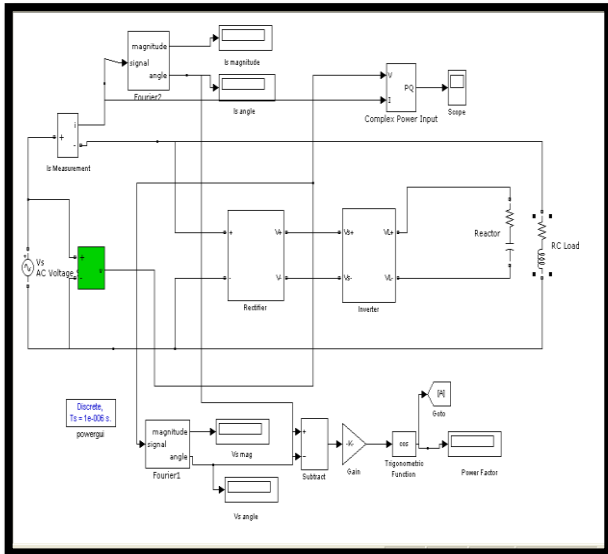 magnitude
signal
angle
Fourier2
Is magnitude
Is angle
V
PQ
I
Complex Power Input
Scope
+
i
-
Is Measurement
Vs
AC Voltage
+
-
+
V+
-
V-
Rectifier
Vs+
VL+
Vs-
VL-
Inverter
Reactor
RC Load
Discrete,
Ts = 1e-006 s.
powergui
magnitude
signal
angle
Fourier1
Vs mag
Vs angle
+
-
Subtract
-K-
Gain
cos
Trigonometric
Function
[A]
Goto
Power Factor